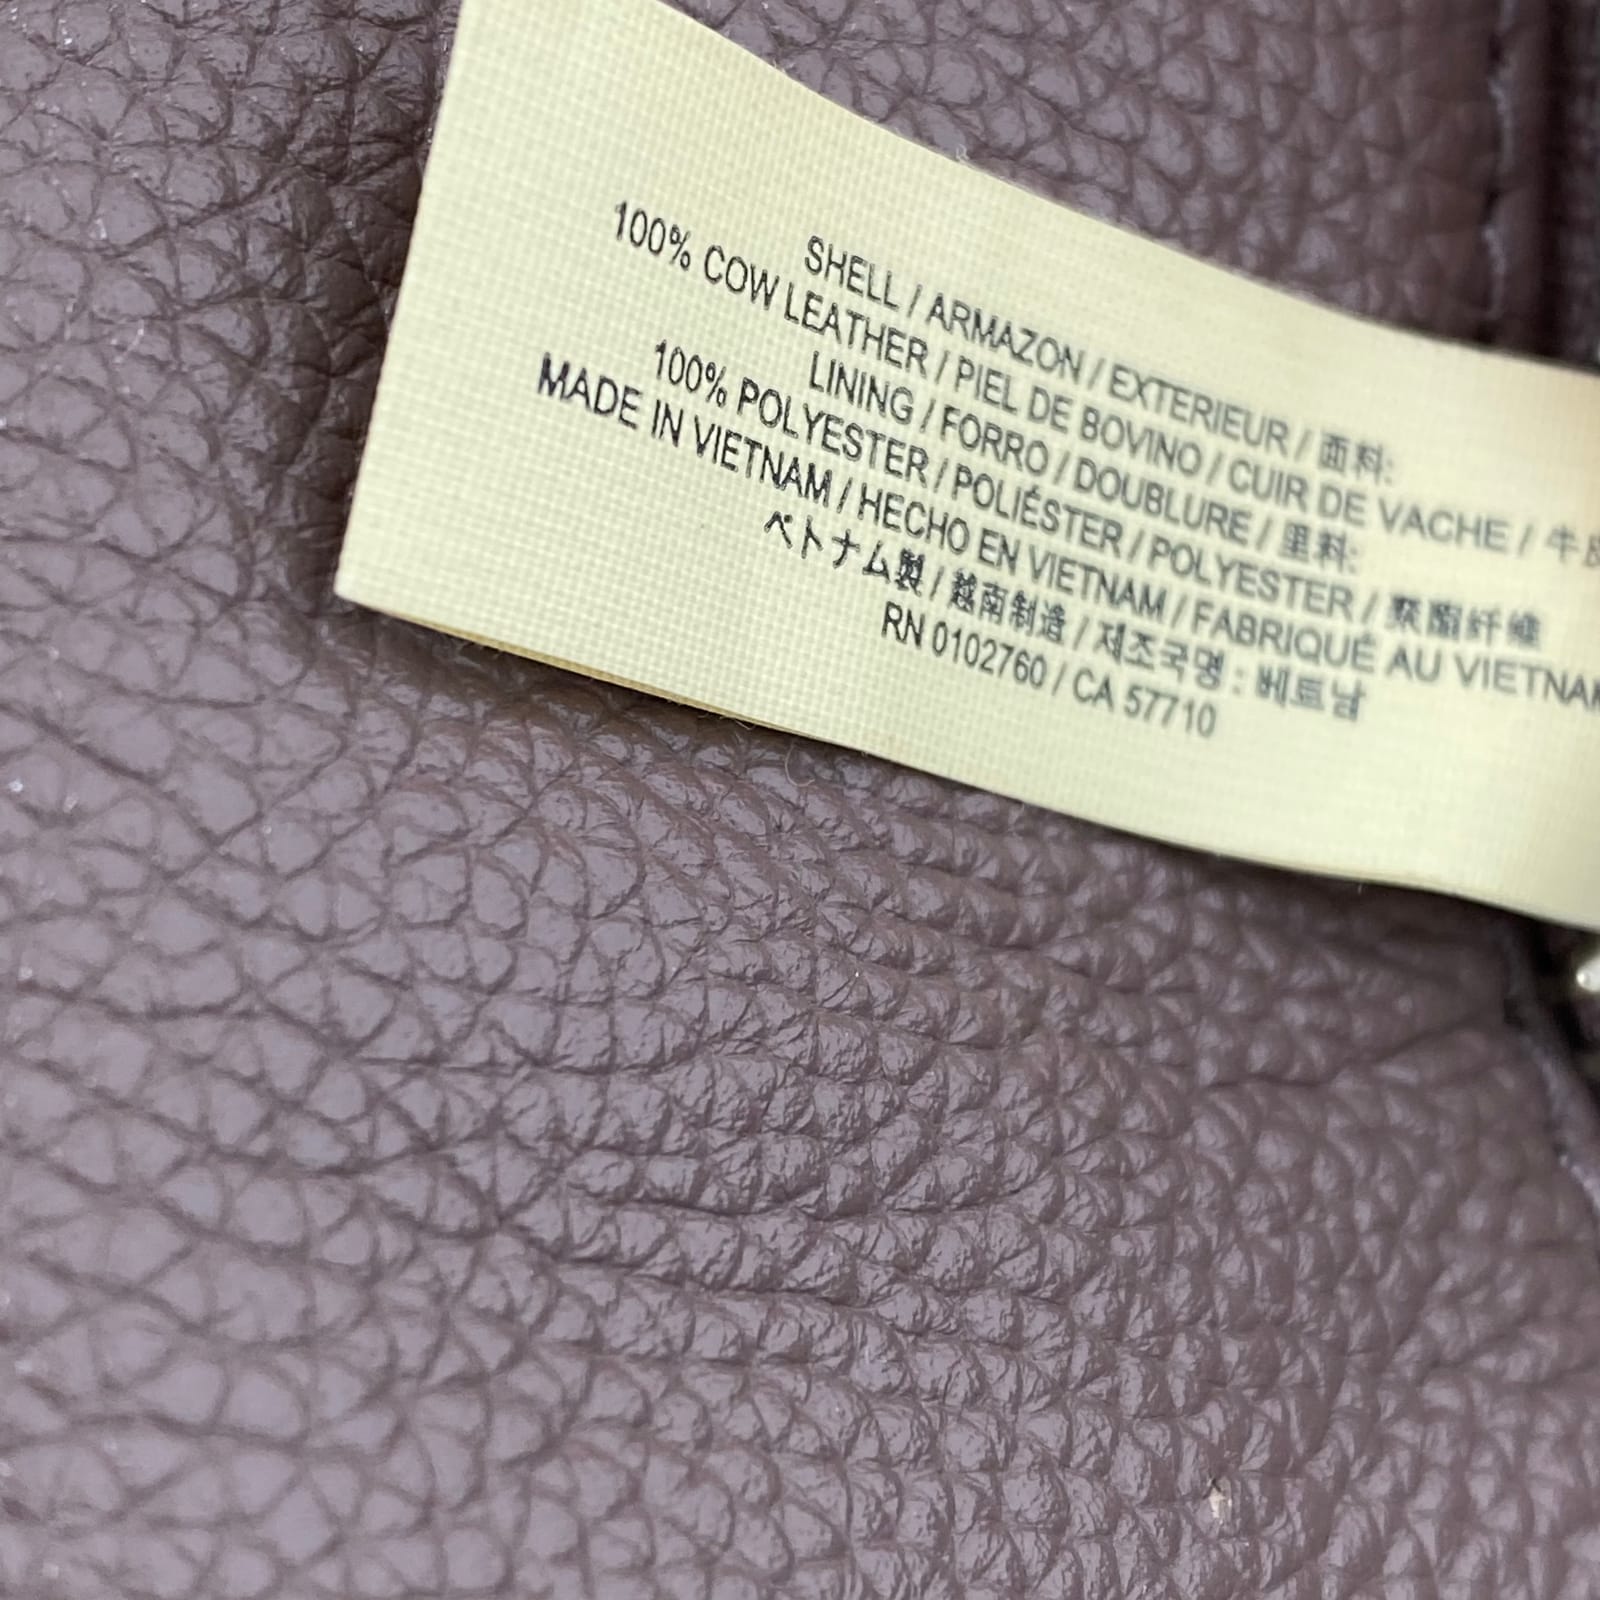 SHELL / ARMAZON / EXTERIEUR / 面料:
100% COW LEATHER / PIEL DE BOVINO / CUIR DE VACHE / 牛皮
LINING / FORRO / DOUBLURE / 里料:
100% POLYESTER / POLIÉSTER / POLYESTER / 聚酯纤维
MADE IN VIETNAM / HECHO EN VIETNAM / FABRIQUÉ AU VIETNAM
ベトナム製 / 越南制造 / 제조국명 : 베트남
RN 0102760 / CA 57710